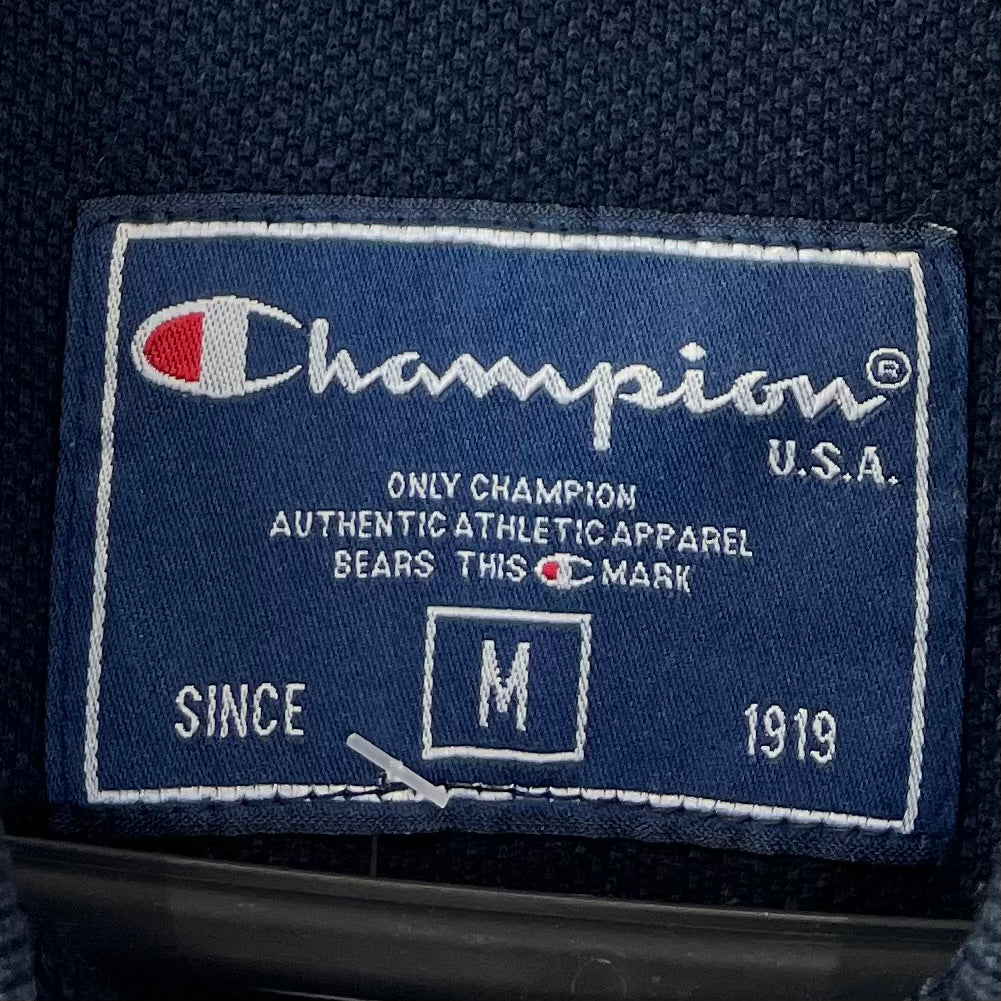 Champion®
U.S.A.
ONLY CHAMPION
AUTHENTIC ATHLETIC APPAREL
BEARS THIS C MARK
M
SINCE 1919